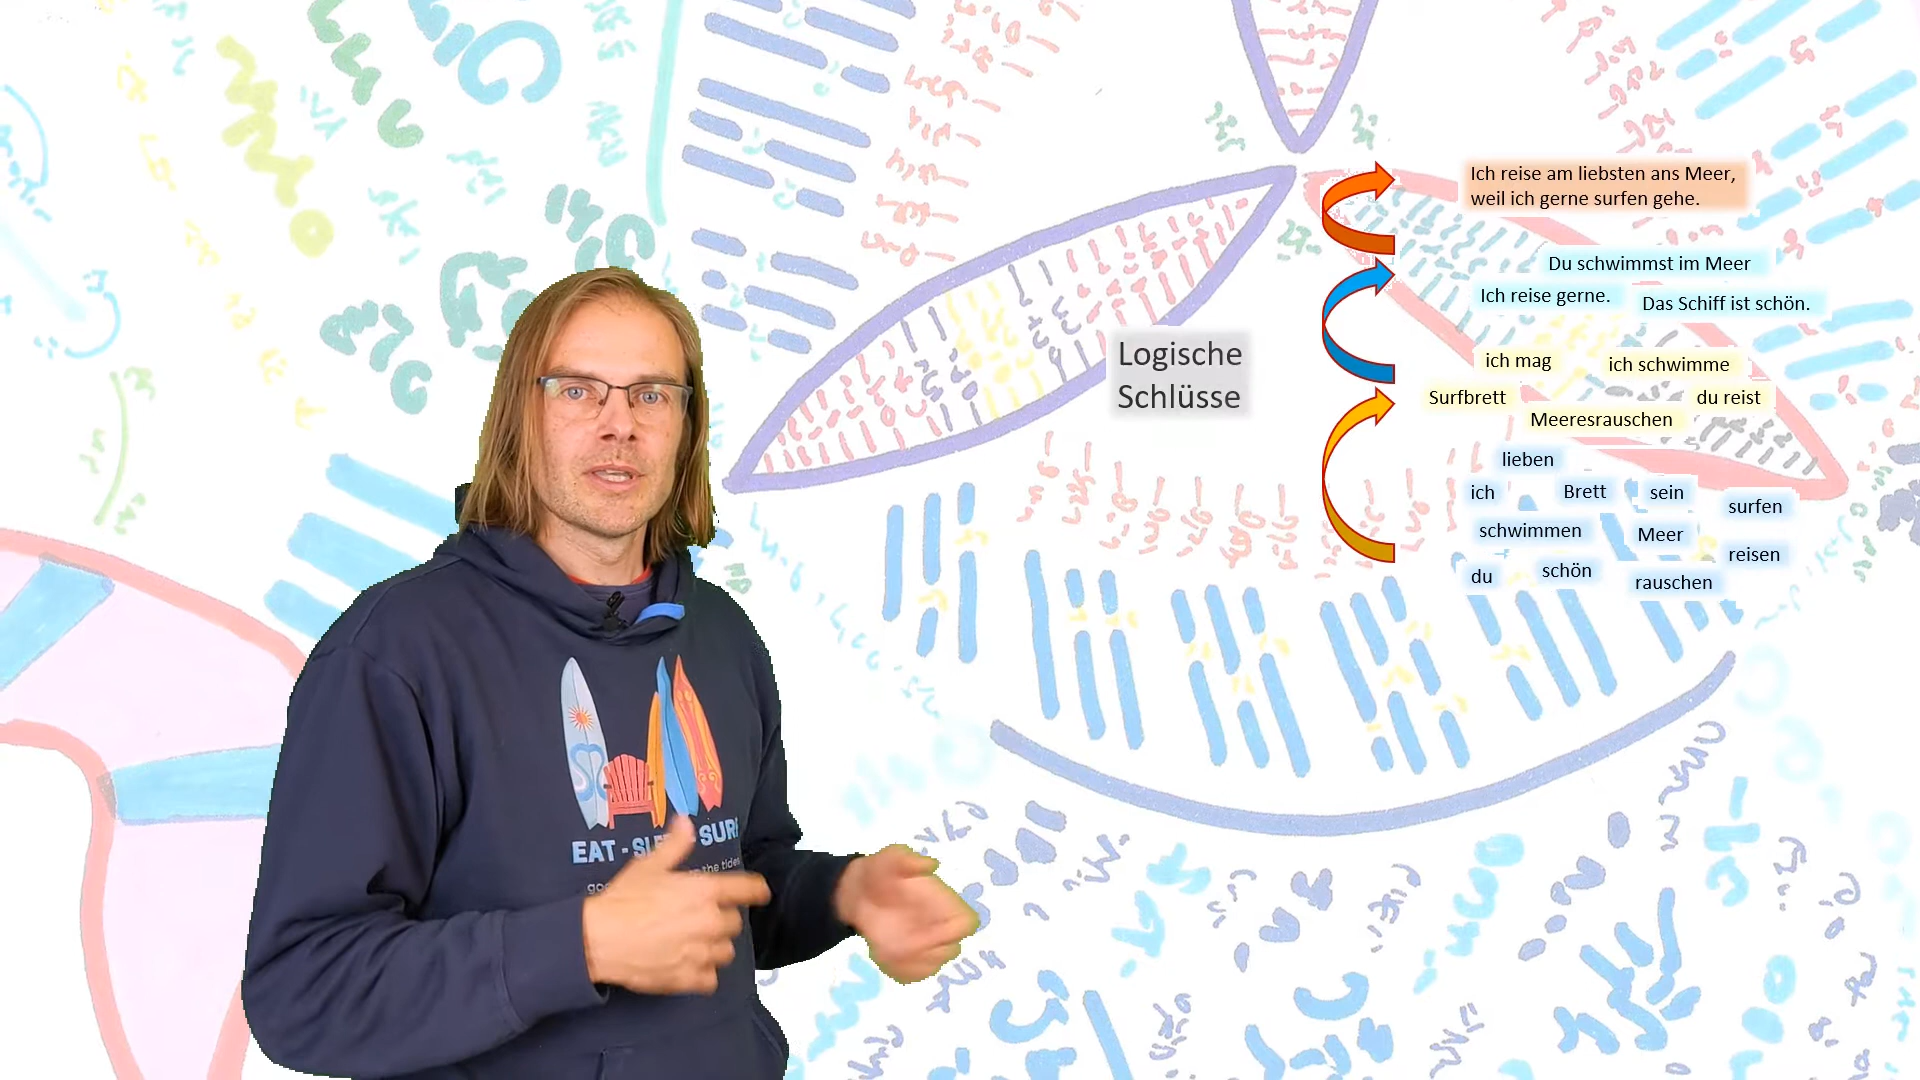 Ich reise am liebsten ans Meer,
weil ich gerne surfen gehe.
Du schwimmst im Meer
Ich reise gerne.
Das Schiff ist schön.
Logische
Schlüsse
ich mag
ich schwimme
Surfbrett
du reist
Meeresrauschen
lieben
ich
Brett
sein
surfen
schwimmen
Meer
reisen
du
schön
rauschen
EAT - SURF
the tides